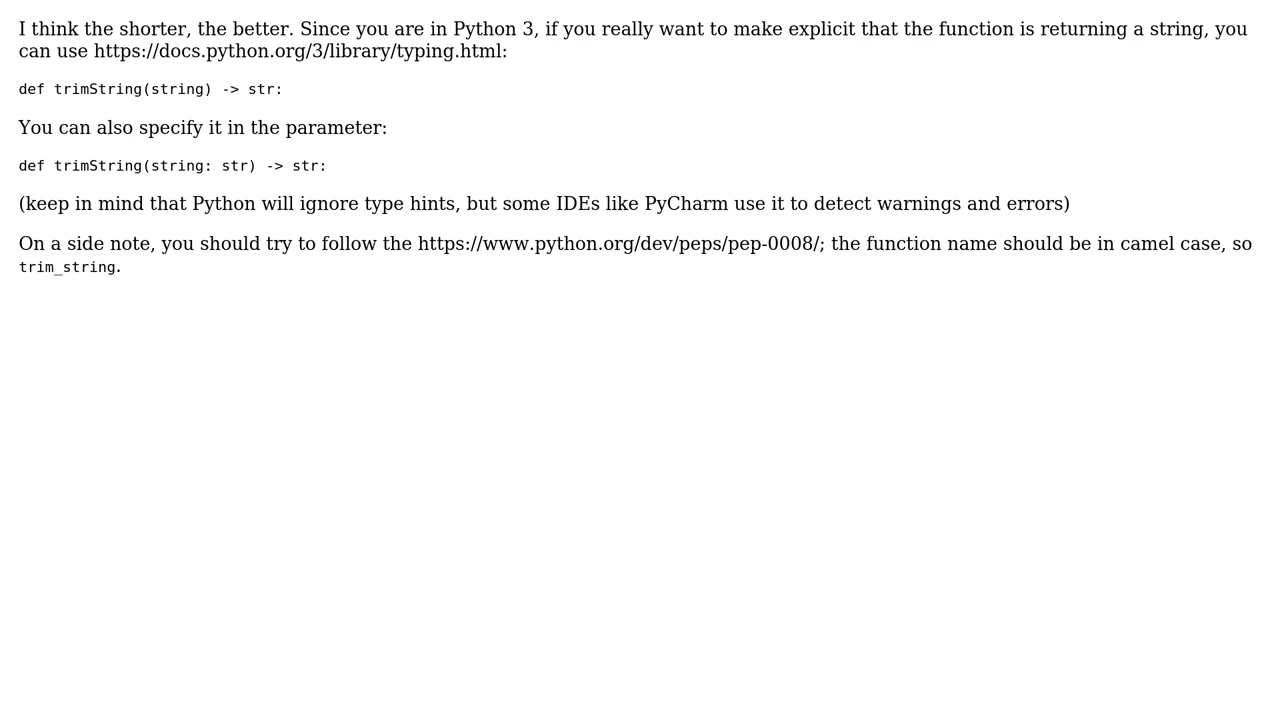 I think the shorter, the better. Since you are in Python 3, if you really want to make explicit that the function is returning a string, you
can use https://docs.python.org/3/library/typing.html:
def trimString(string) -> str:
You can also specify it in the parameter:
def trimString(string: str) -> str:
(keep in mind that Python will ignore type hints, but some IDEs like PyCharm use it to detect warnings and errors)
On a side note, you should try to follow the https://www.python.org/dev/peps/pep-0008/; the function name should be in camel case, so
trim_string.